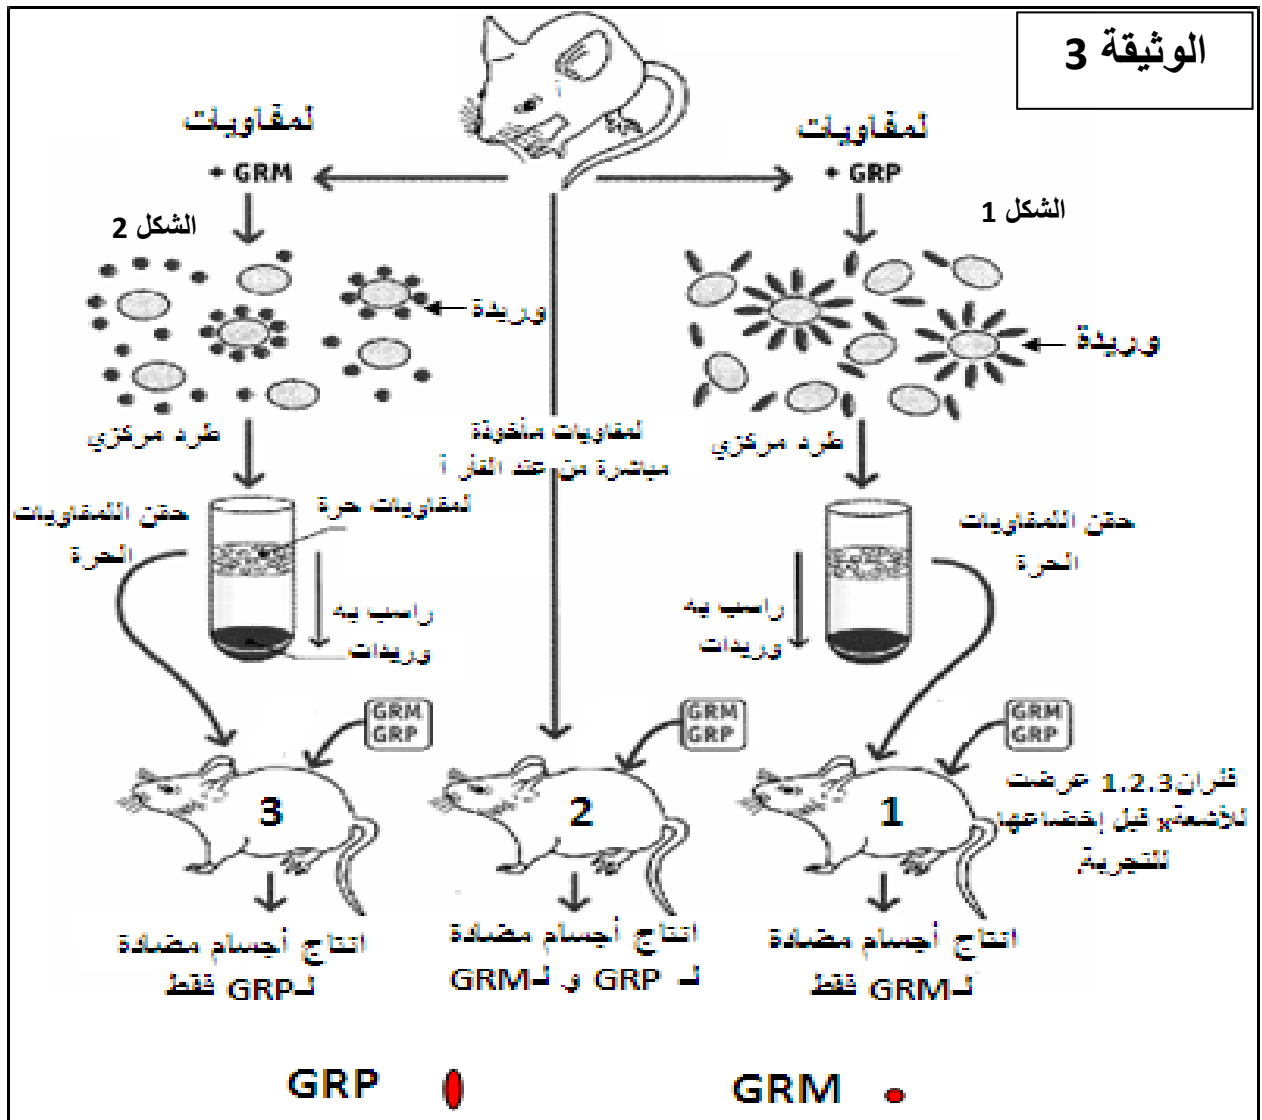 الوثيقة 3
أ
لمفاويات
+ GRP
الشكل 1
وريدة
طرد مركزي
حقن اللمفاويات
الحرة
راسب به
وريدات
GRM
GRP
فئران1.2.3 عرضت
للأشعةx قبل إخضاعها
للتجربة.
1
انتاج أجسام مضادة
لـGRM فقط
لمفاويات مأخوذة
مباشرة من عند الفأر أ
GRM
GRP
2
انتاج أجسام مضادة
لـ GRP و لـGRM
لمفاويات
+ GRM
الشكل 2
وريدة
طرد مركزي
حقن اللمفاويات
الحرة
لمفاويات حرة
راسب به
وريدات
GRM
GRP
3
انتاج أجسام مضادة
لـGRP فقط
GRM
GRP